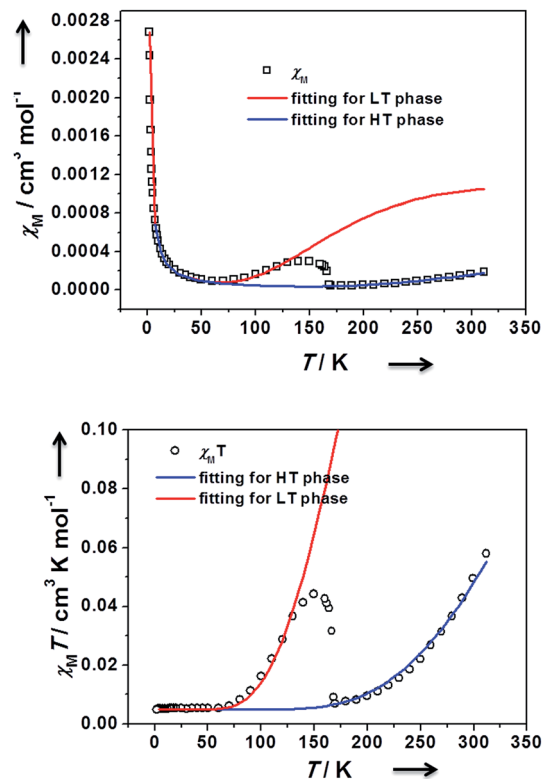 0.0028
0.0024
0.0020
0.0016
0.0012
0.0008
0.0004
0.0000
χM / cm³ mol⁻¹
χM
fitting for LT phase
fitting for HT phase
0 50 100 150 200 250 300 350
T / K
0.10
0.08
0.06
0.04
0.02
0.00
χMT / cm³ K mol⁻¹
χMT
fitting for HT phase
fitting for LT phase
0 50 100 150 200 250 300 350
T / K